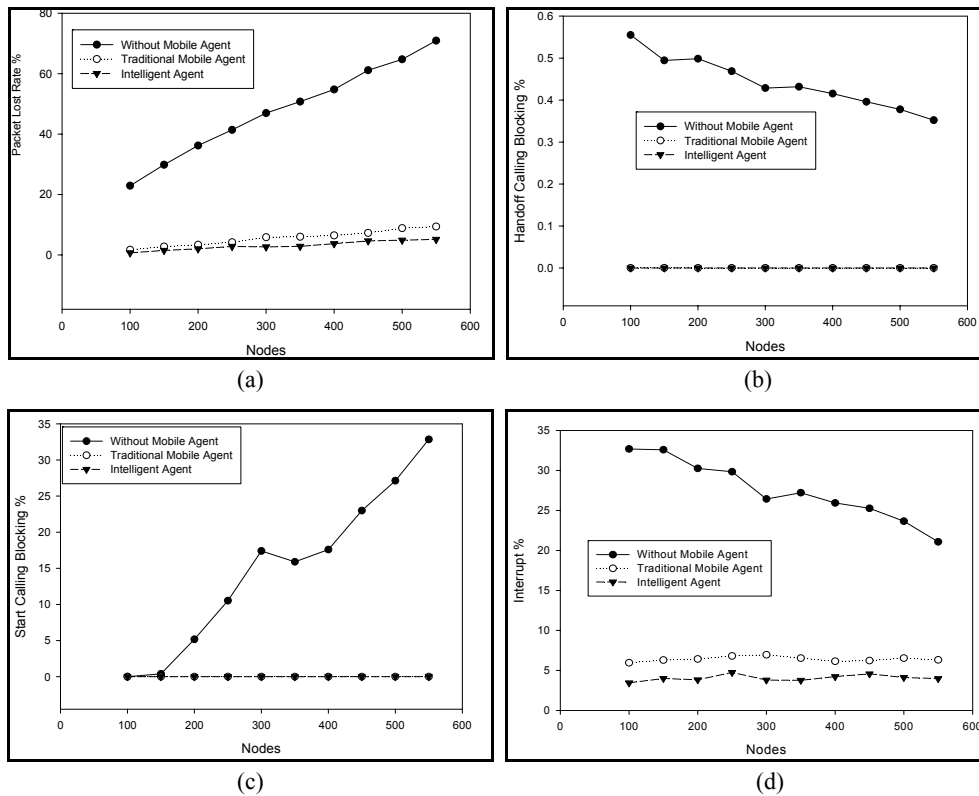 80
60
40
20
0
Packet Lost Rate %
Without Mobile Agent
Traditional Mobile Agent
Intelligent Agent
0 100 200 300 400 500 600
Nodes
(a)
0.6
0.5
0.4
0.3
0.2
0.1
0.0
Handoff Calling Blocking %
Without Mobile Agent
Traditional Mobile Agent
Intelligent Agent
0 100 200 300 400 500 600
Nodes
(b)
35
30
25
20
15
10
5
0
Start Calling Blocking %
Without Mobile Agent
Traditional Mobile Agent
Intelligent Agent
0 100 200 300 400 500 600
Nodes
(c)
35
30
25
20
15
10
5
0
Interrupt %
Without Mobile Agent
Traditional Mobile Agent
Intelligent Agent
0 100 200 300 400 500 600
Nodes
(d)